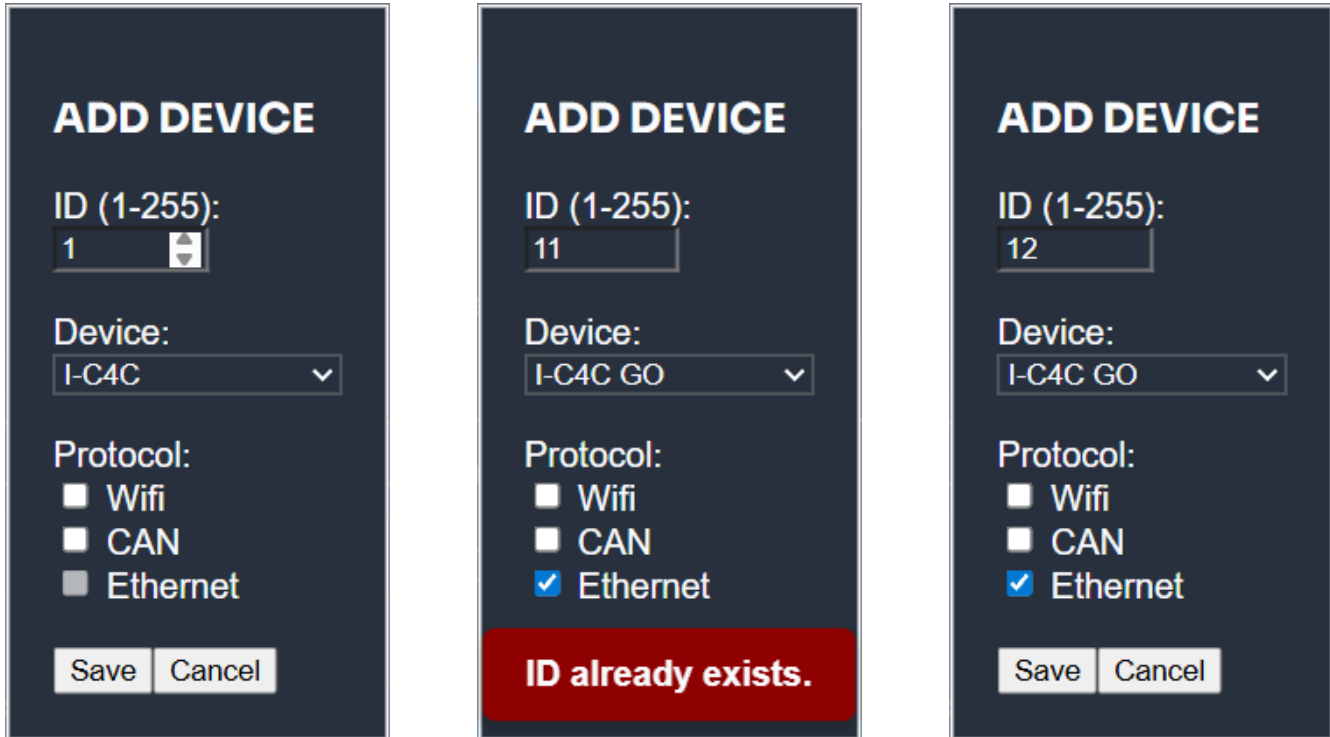 ADD DEVICE
ID (1-255):
1
Device:
I-C4C
Protocol:
Wifi
CAN
Ethernet
Save Cancel
ADD DEVICE
ID (1-255):
11
Device:
I-C4C GO
Protocol:
Wifi
CAN
Ethernet
ID already exists.
ADD DEVICE
ID (1-255):
12
Device:
I-C4C GO
Protocol:
Wifi
CAN
Ethernet
Save Cancel